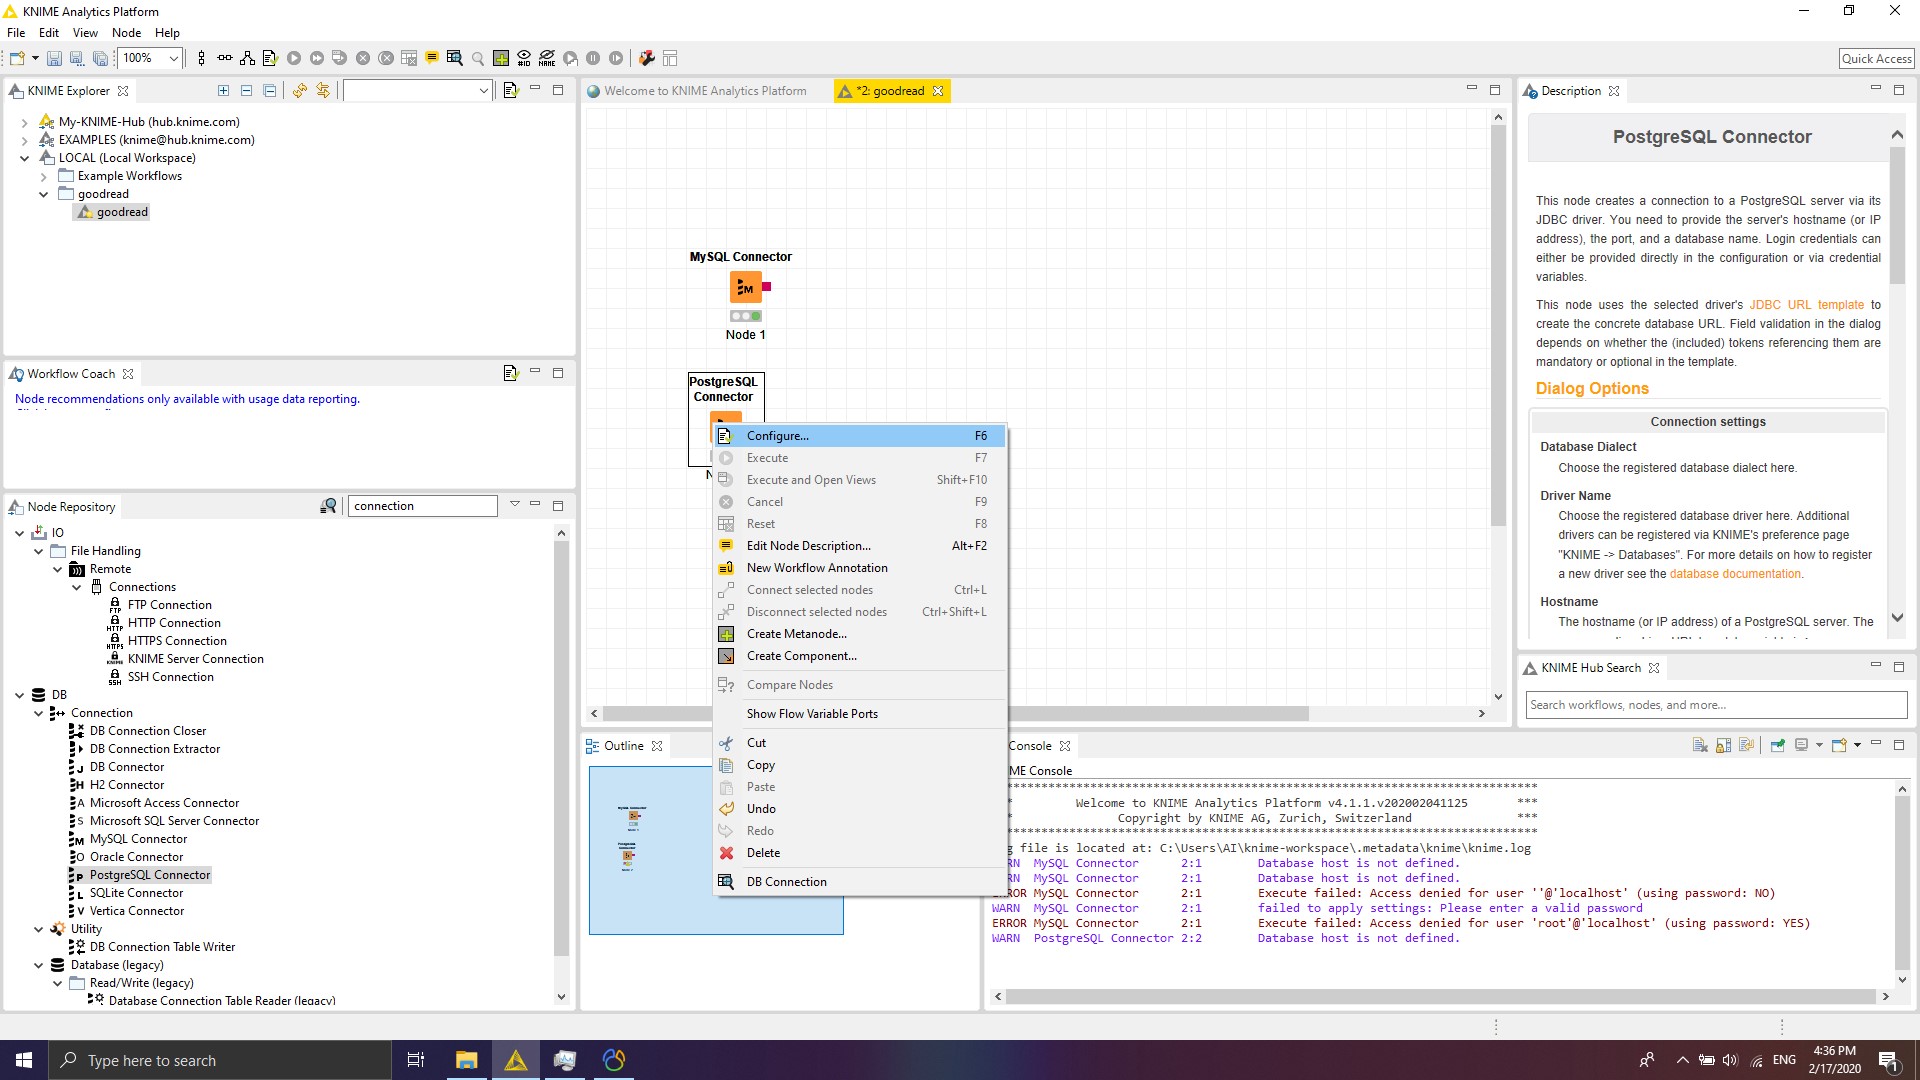 KNIME Analytics Platform
File Edit View Node Help
100%
Quick Access
KNIME Explorer
My-KNIME-Hub (hub.knime.com)
EXAMPLES (knime@hub.knime.com)
LOCAL (Local Workspace)
Example Workflows
goodread
goodread
Workflow Coach
Node recommendations only available with usage data reporting.
Node Repository
connection
IO
File Handling
Remote
Connections
FTP Connection
HTTP Connection
HTTPS Connection
KNIME Server Connection
SSH Connection
DB
Connection
DB Connection Closer
DB Connection Extractor
DB Connector
H2 Connector
Microsoft Access Connector
Microsoft SQL Server Connector
MySQL Connector
Oracle Connector
PostgreSQL Connector
SQLite Connector
Vertica Connector
Utility
DB Connection Table Writer
Database (legacy)
Read/Write (legacy)
Database Connection Table Reader (legacy)
Welcome to KNIME Analytics Platform
*2: goodread
MySQL Connector
M
Node 1
PostgreSQL
Connector
N
Configure... F6
Execute F7
Execute and Open Views Shift+F10
Cancel F9
Reset F8
Edit Node Description... Alt+F2
New Workflow Annotation
Connect selected nodes Ctrl+L
Disconnect selected nodes Ctrl+Shift+L
Create Metanode...
Create Component...
Compare Nodes
Show Flow Variable Ports
Cut
Copy
Paste
Undo
Redo
Delete
DB Connection
Outline
Console
ME Console
***********************************************************************
* Welcome to KNIME Analytics Platform v4.1.1.v202002041125 ***
* Copyright by KNIME AG, Zurich, Switzerland ***
***********************************************************************
g file is located at: C:\Users\AI\knime-workspace\.metadata\knime\knime.log
RN MySQL Connector 2:1 Database host is not defined.
RN MySQL Connector 2:1 Database host is not defined.
ERROR MySQL Connector 2:1 Execute failed: Access denied for user ''@'localhost' (using password: NO)
WARN MySQL Connector 2:1 failed to apply settings: Please enter a valid password
ERROR MySQL Connector 2:1 Execute failed: Access denied for user 'root'@'localhost' (using password: YES)
WARN PostgreSQL Connector 2:2 Database host is not defined.
Description
PostgreSQL Connector
This node creates a connection to a PostgreSQL server via its
JDBC driver. You need to provide the server's hostname (or IP
address), the port, and a database name. Login credentials can
either be provided directly in the configuration or via credential
variables.
This node uses the selected driver's JDBC URL template to
create the concrete database URL. Field validation in the dialog
depends on whether the (included) tokens referencing them are
mandatory or optional in the template.
Dialog Options
Connection settings
Database Dialect
Choose the registered database dialect here.
Driver Name
Choose the registered database driver here. Additional
drivers can be registered via KNIME's preference page
"KNIME -> Databases". For more details on how to register
a new driver see the database documentation.
Hostname
The hostname (or IP address) of a PostgreSQL server. The
KNIME Hub Search
Search workflows, nodes, and more...
Type here to search
ENG
4:36 PM
2/17/2020
1